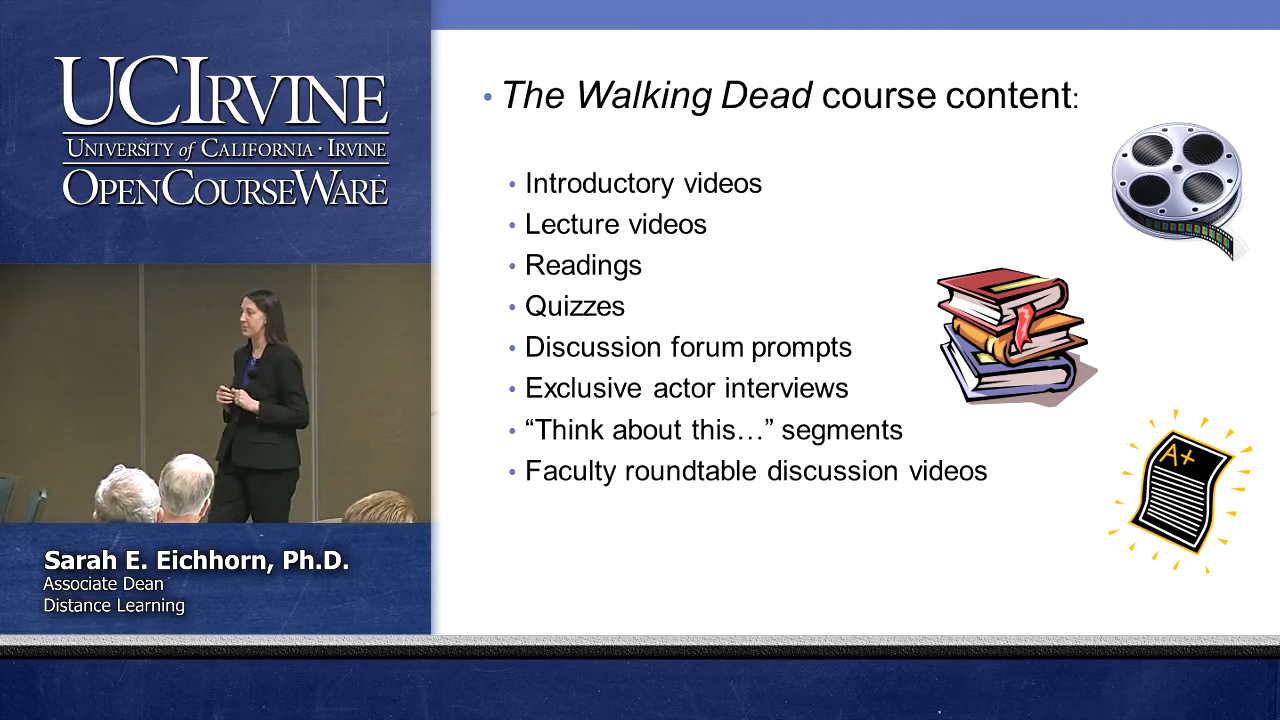 UCIRVINE
UNIVERSITY of CALIFORNIA · IRVINE
OPENCOURSEWARE
• The Walking Dead course content:
• Introductory videos
• Lecture videos
• Readings
• Quizzes
• Discussion forum prompts
• Exclusive actor interviews
• “Think about this…” segments
• Faculty roundtable discussion videos
A+
Sarah E. Eichhorn, Ph.D.
Associate Dean
Distance Learning